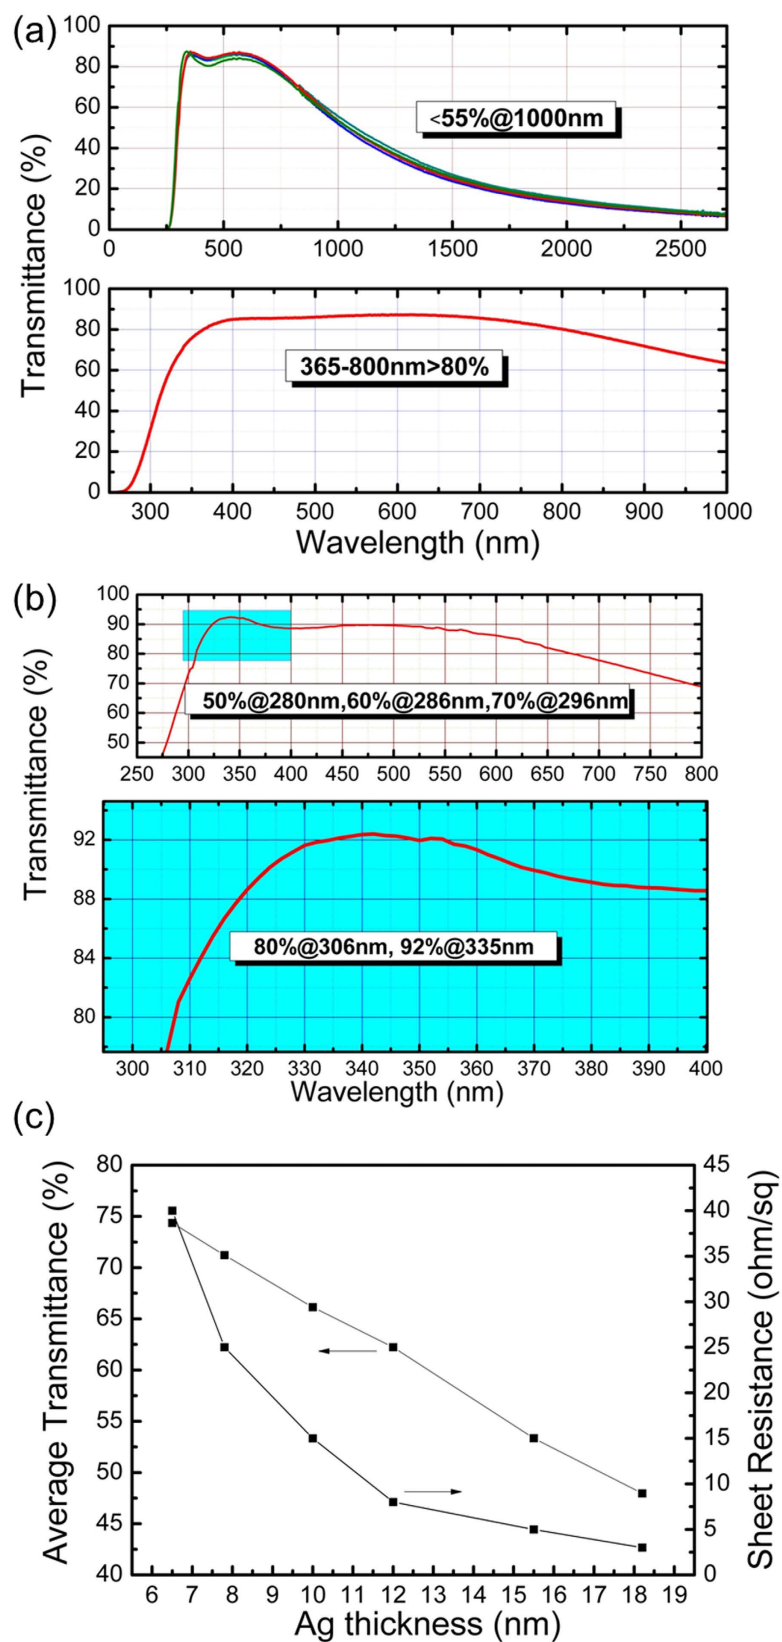 (a)
Transmittance (%)
100
80
60
40
20
0
<55%@1000nm
0 500 1000 1500 2000 2500
100
80
60
40
20
0
365-800nm>80%
300 400 500 600 700 800 900 1000
Wavelength (nm)
(b)
Transmittance (%)
100
90
80
70
60
50
50%@280nm,60%@286nm,70%@296nm
250 300 350 400 450 500 550 600 650 700 750 800
92
88
84
80
80%@306nm, 92%@335nm
300 310 320 330 340 350 360 370 380 390 400
Wavelength (nm)
(c)
Average Transmittance (%)
80
75
70
65
60
55
50
45
40
45
40
35
30
25
20
15
10
5
0
Sheet Resistance (ohm/sq)
6 7 8 9 10 11 12 13 14 15 16 17 18 19
Ag thickness (nm)